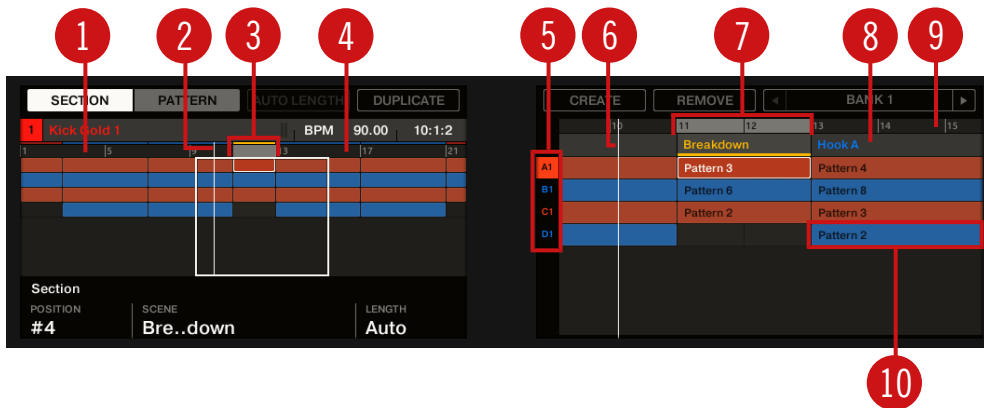 1 2 3 4 5 6 7 8 9
SECTION PATTERN AUTO LENGTH DUPLICATE
1 Kick Gold 1 BPM 90.00 10:1:2
1 5 9 13 17 21
Section
POSITION SCENE LENGTH
#4 Bre..down Auto
CREATE REMOVE BANK 1
10 11 12 13 14 15
Breakdown Hook A
A1 Pattern 3 Pattern 4
B1 Pattern 6 Pattern 8
C1 Pattern 2 Pattern 3
D1 Pattern 2
10